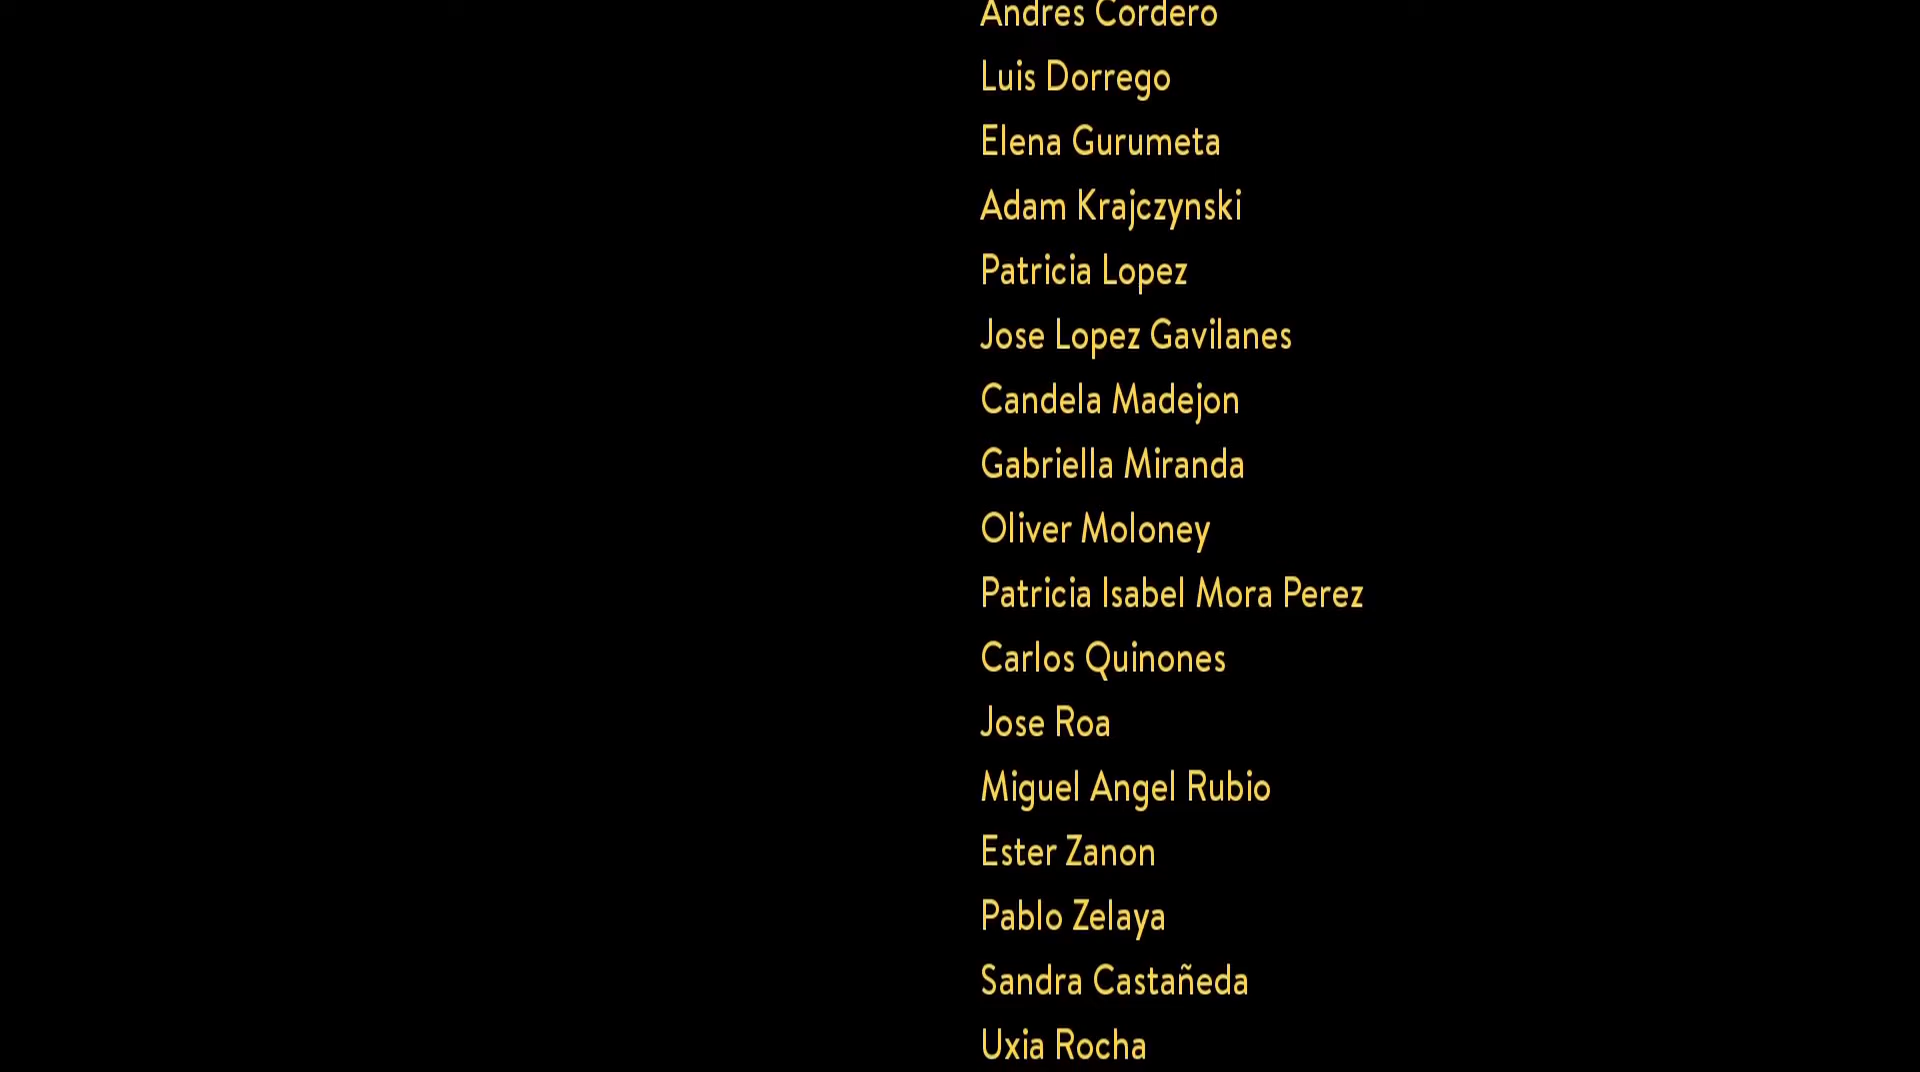 Andres Cordero
Luis Dorrego
Elena Gurumeta
Adam Krajczynski
Patricia Lopez
Jose Lopez Gavilanes
Candela Madejon
Gabriella Miranda
Oliver Moloney
Patricia Isabel Mora Perez
Carlos Quinones
Jose Roa
Miguel Angel Rubio
Ester Zanon
Pablo Zelaya
Sandra Castañeda
Uxia Rocha